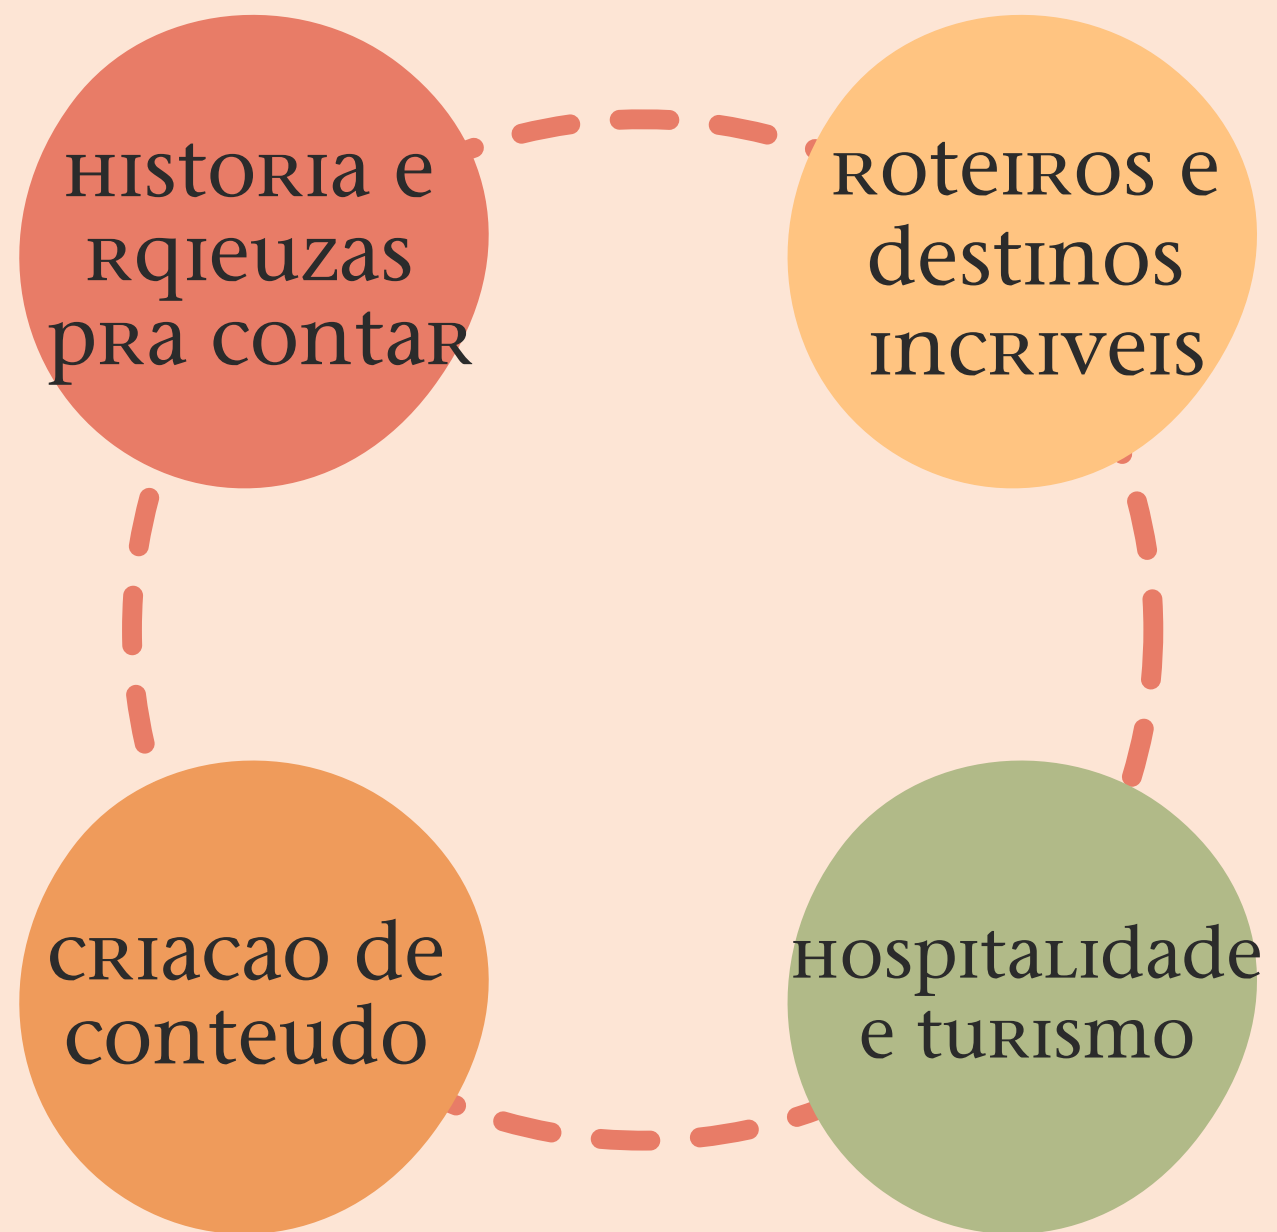 Historia e
rqieuzas
pra contar
roteiros e
destinos
incriveis
criacao de
conteudo
Hospitalidade
e turismo